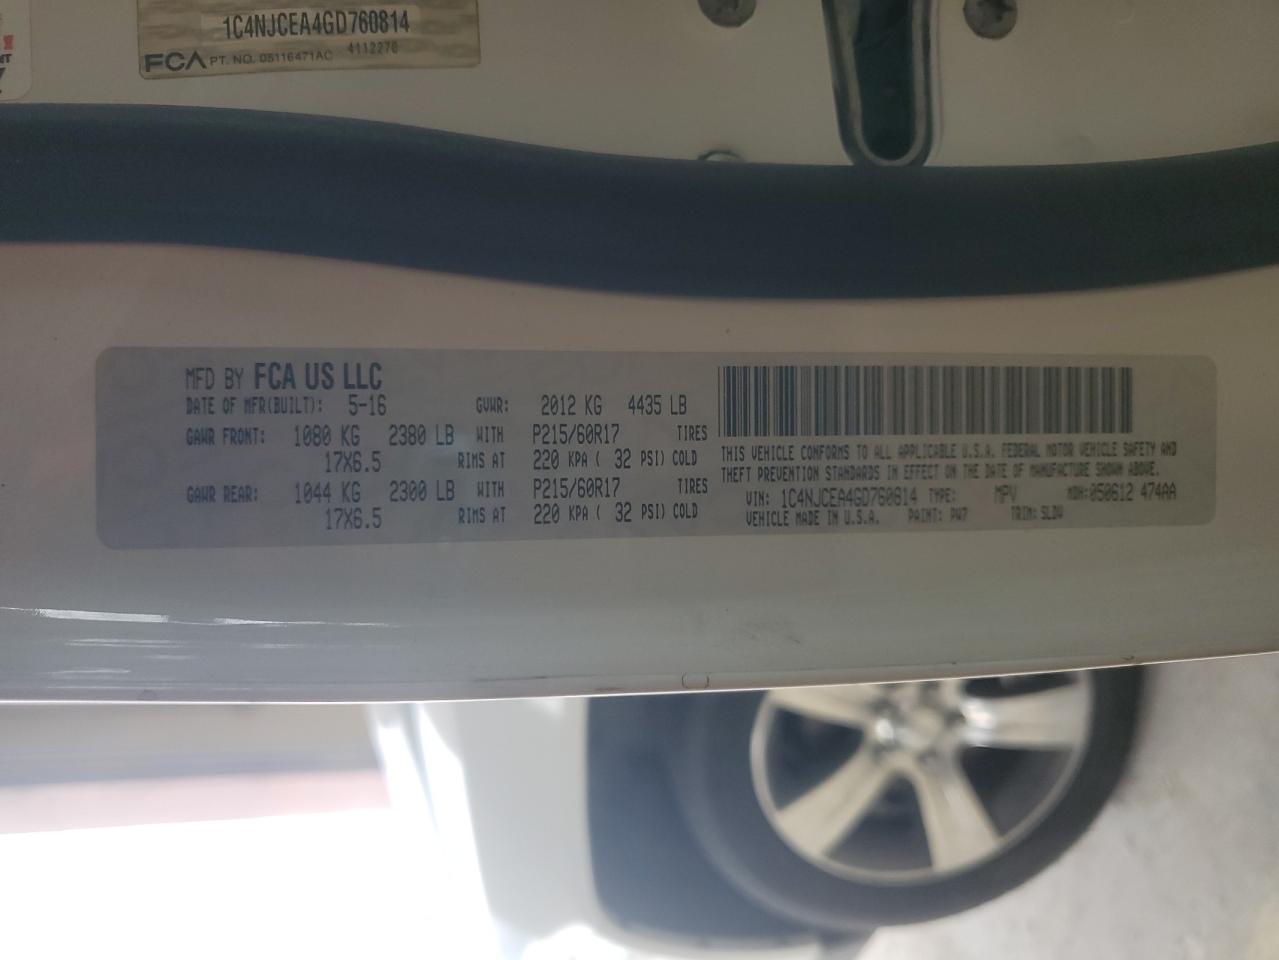 1C4NJCEA4GD760814
FCA PT. NO. 05116471AC 4112270
MFD BY FCA US LLC
DATE OF MFR(BUILT): 5-16 GVWR: 2012 KG 4435 LB
GAWR FRONT: 1080 KG 2380 LB WITH P215/60R17 TIRES
17X6.5 RIMS AT 220 KPA ( 32 PSI) COLD
GAWR REAR: 1044 KG 2300 LB WITH P215/60R17 TIRES
17X6.5 RIMS AT 220 KPA ( 32 PSI) COLD
THIS VEHICLE CONFORMS TO ALL APPLICABLE U.S.A. FEDERAL MOTOR VEHICLE SAFETY AND
THEFT PREVENTION STANDARDS IN EFFECT ON THE DATE OF MANUFACTURE SHOWN ABOVE.
VIN: 1C4NJCEA4GD760814 TYPE: MPV MDH: 050612 474AA
VEHICLE MADE IN U.S.A. PAINT: PW7 TRIM: SLDV